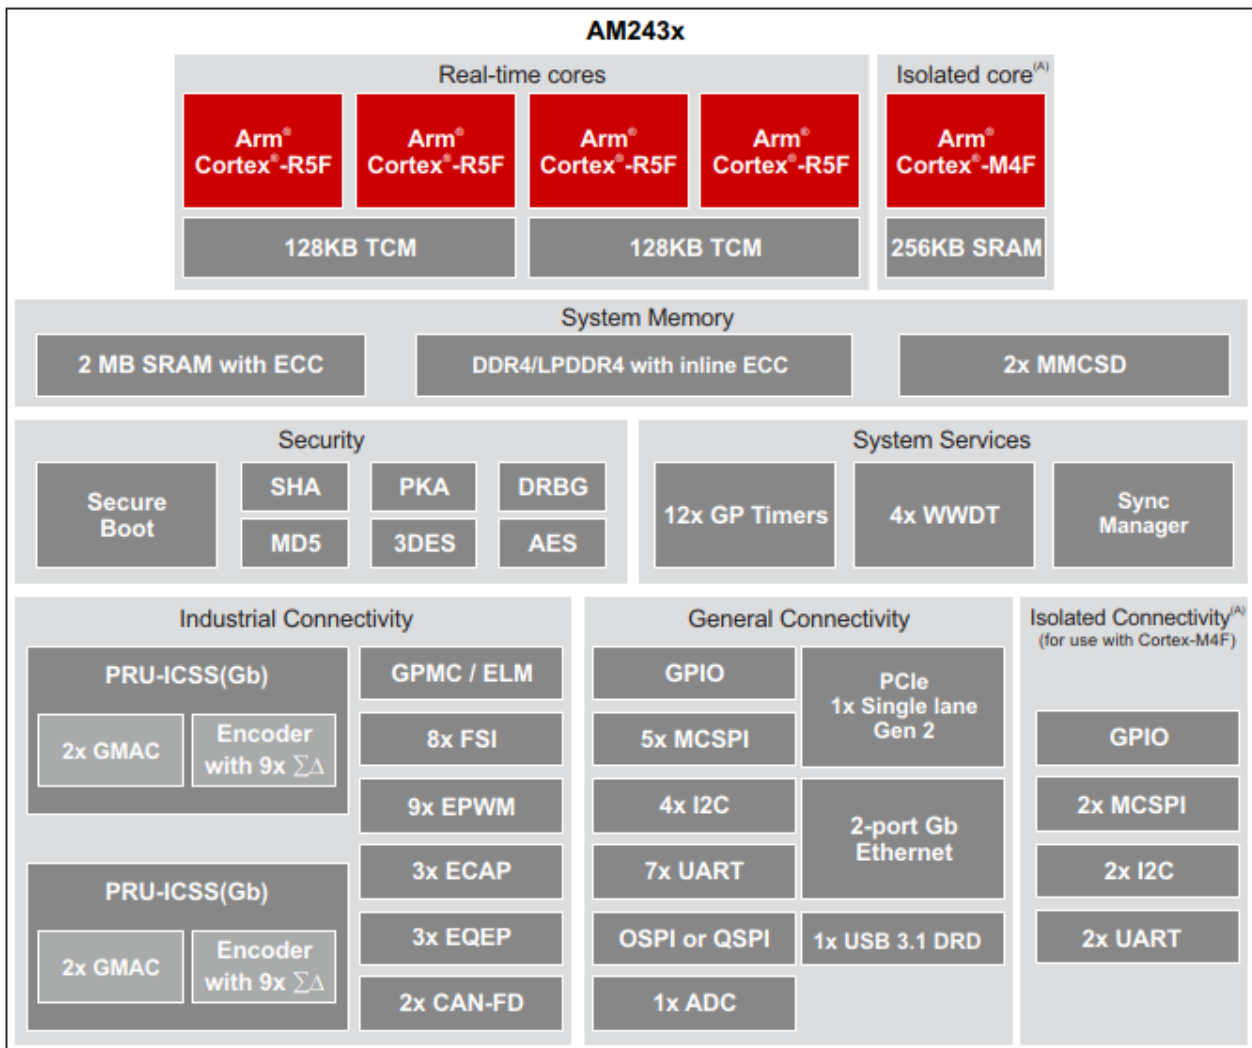 AM243x
Real-time cores
Arm®
Cortex®-R5F
Arm®
Cortex®-R5F
Arm®
Cortex®-R5F
Arm®
Cortex®-R5F
128KB TCM
128KB TCM
Isolated core(A)
Arm®
Cortex®-M4F
256KB SRAM
System Memory
2 MB SRAM with ECC
DDR4/LPDDR4 with inline ECC
2x MMCSD
Security
Secure
Boot
SHA
PKA
DRBG
MD5
3DES
AES
System Services
12x GP Timers
4x WWDT
Sync
Manager
Industrial Connectivity
PRU-ICSS(Gb)
2x GMAC
Encoder
with 9x ∑∆
PRU-ICSS(Gb)
2x GMAC
Encoder
with 9x ∑∆
GPMC / ELM
8x FSI
9x EPWM
3x ECAP
3x EQEP
2x CAN-FD
General Connectivity
GPIO
5x MCSPI
4x I2C
7x UART
OSPI or QSPI
1x ADC
PCIe
1x Single lane
Gen 2
2-port Gb
Ethernet
1x USB 3.1 DRD
Isolated Connectivity(A)
(for use with Cortex-M4F)
GPIO
2x MCSPI
2x I2C
2x UART